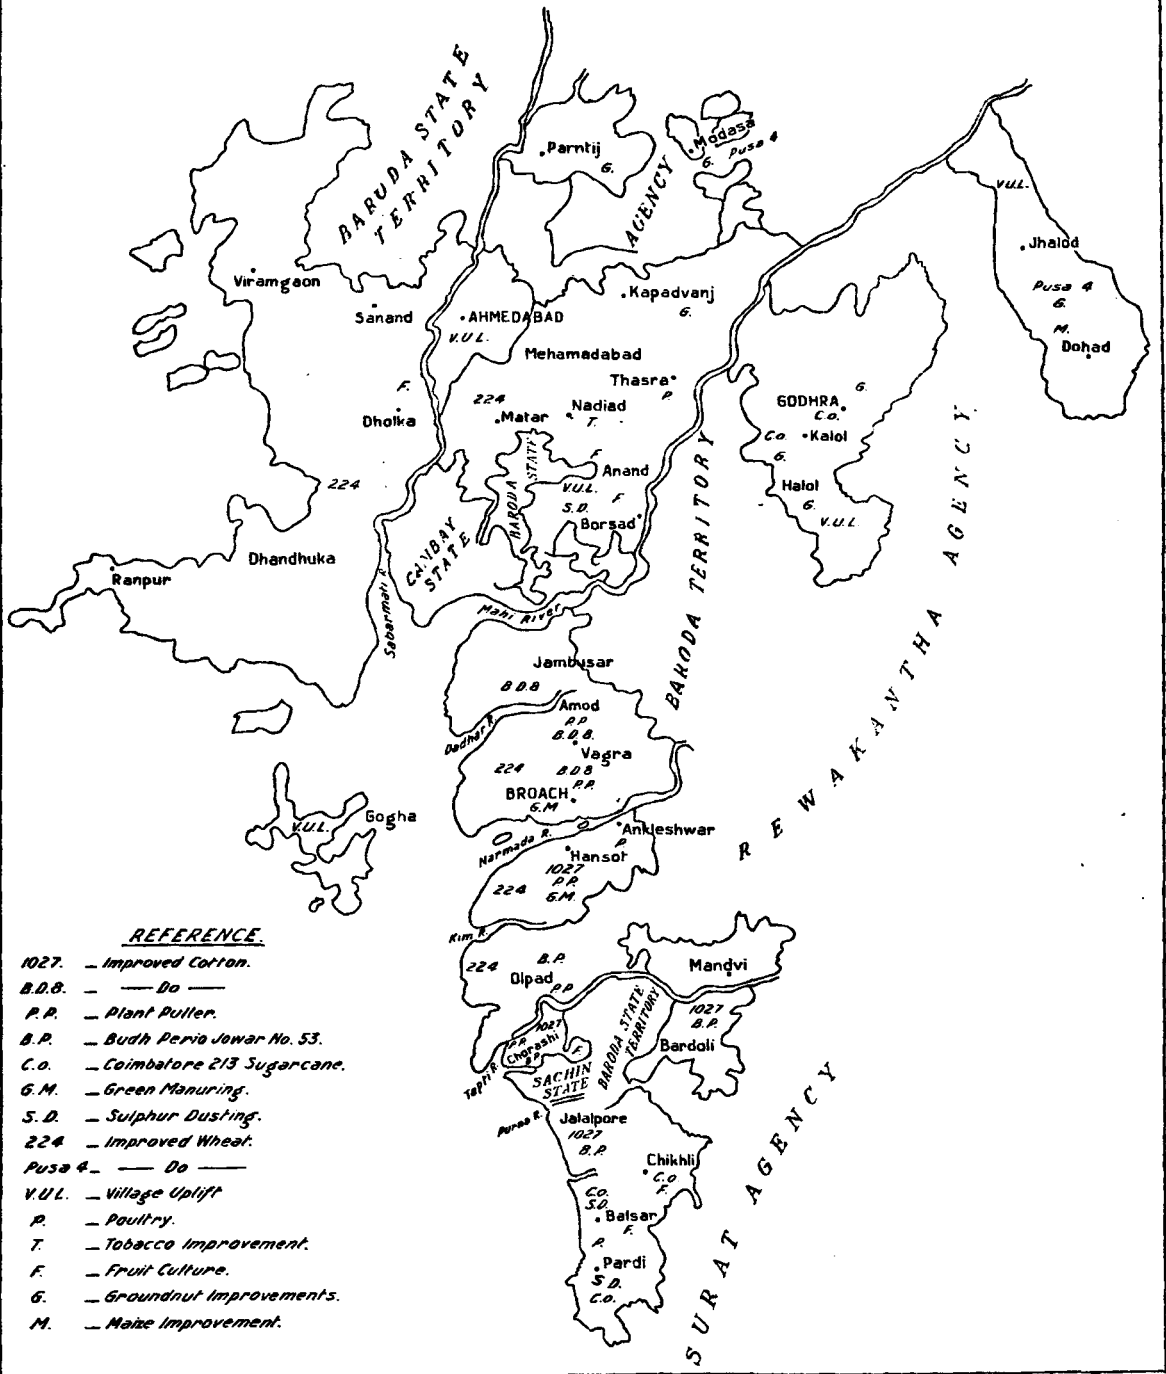 BARUDA STATE
TERRITORY
Parntij
G.
Modasa
G. Pusa 4
AGENCY
V.U.L.
Jhalod
Pusa 4
G.
M.
Dohad
Viramgaon
Sanand
AHMEDABAD
V.U.L.
Kapadvanj
G.
Mehamadabad
Thasra
P.
F.
Dholka
224
Matar
Nadiad
T.
GODHRA
G.
C.o.
C.o.
Kalol
G.
Halol
G.
V.U.L.
224
BARODA STATE
F.
Anand
V.U.L.
F.
S.D.
Borsad
BARODA TERRITORY
REWAKANTHA AGENCY
CAMBAY
STATE
Dhandhuka
Ranpur
Sabarmati R.
Mahi River
Jambusar
B.D.8
Amod
P.P.
B.D.8.
Dadhar R.
Vagra
224
B.D.8
P.P.
BROACH
G.M
Gogha
V.U.L.
Narmada R.
Ankleshwar
P.
Hansot
1027
P.P.
224
G.M.
Kim R.
224
B.P.
Olpad
P.P
Mandvi
1027
P.P.
Chorashi
B.P.
F.
Tapti R.
SACHIN
STATE
BARODA STATE
TERRITORY
1027
B.P.
Bardoli
Purna R.
Jalalpore
1027
B.P.
Chikhli
C.O
F.
C.o.
S.D.
Balsar
F.
P.
Pardi
S.D.
C.o.
SURAT AGENCY
REFERENCE.
1027. — Improved Cotton.
B.D.8. — — Do —
P.P. — Plant Puller.
B.P. — Budh Perio Jowar No. 53.
C.o. — Coimbatore 213 Sugarcane.
G.M. — Green Manuring.
S.D. — Sulphur Dusting.
224 — Improved Wheat.
Pusa 4 — — Do —
V.U.L. — Village Uplift
P. — Poultry.
T. — Tobacco Improvement.
F. — Fruit Culture.
G. — Groundnut Improvements.
M. — Maize Improvement.